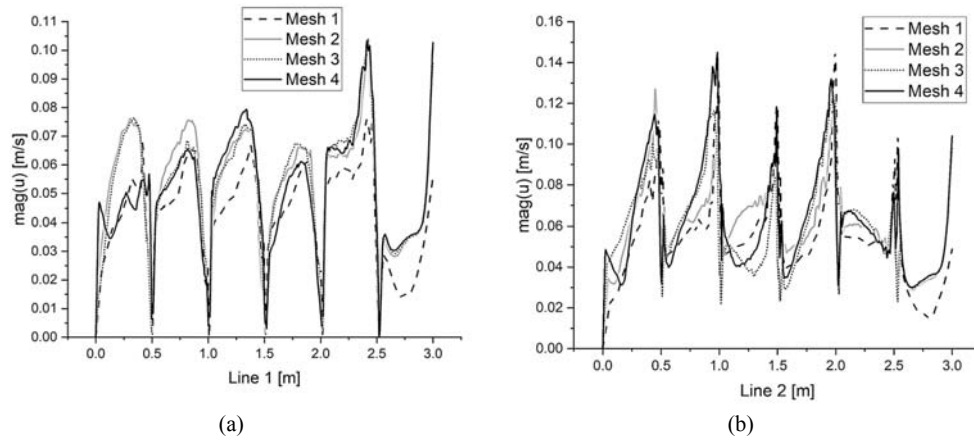 0.11
0.10
0.09
0.08
0.07
0.06
0.05
0.04
0.03
0.02
0.01
0.00
mag(u) [m/s]
Mesh 1
Mesh 2
Mesh 3
Mesh 4
0.0 0.5 1.0 1.5 2.0 2.5 3.0
Line 1 [m]
(a)
0.16
0.14
0.12
0.10
0.08
0.06
0.04
0.02
0.00
mag(u) [m/s]
Mesh 1
Mesh 2
Mesh 3
Mesh 4
0.0 0.5 1.0 1.5 2.0 2.5 3.0
Line 2 [m]
(b)